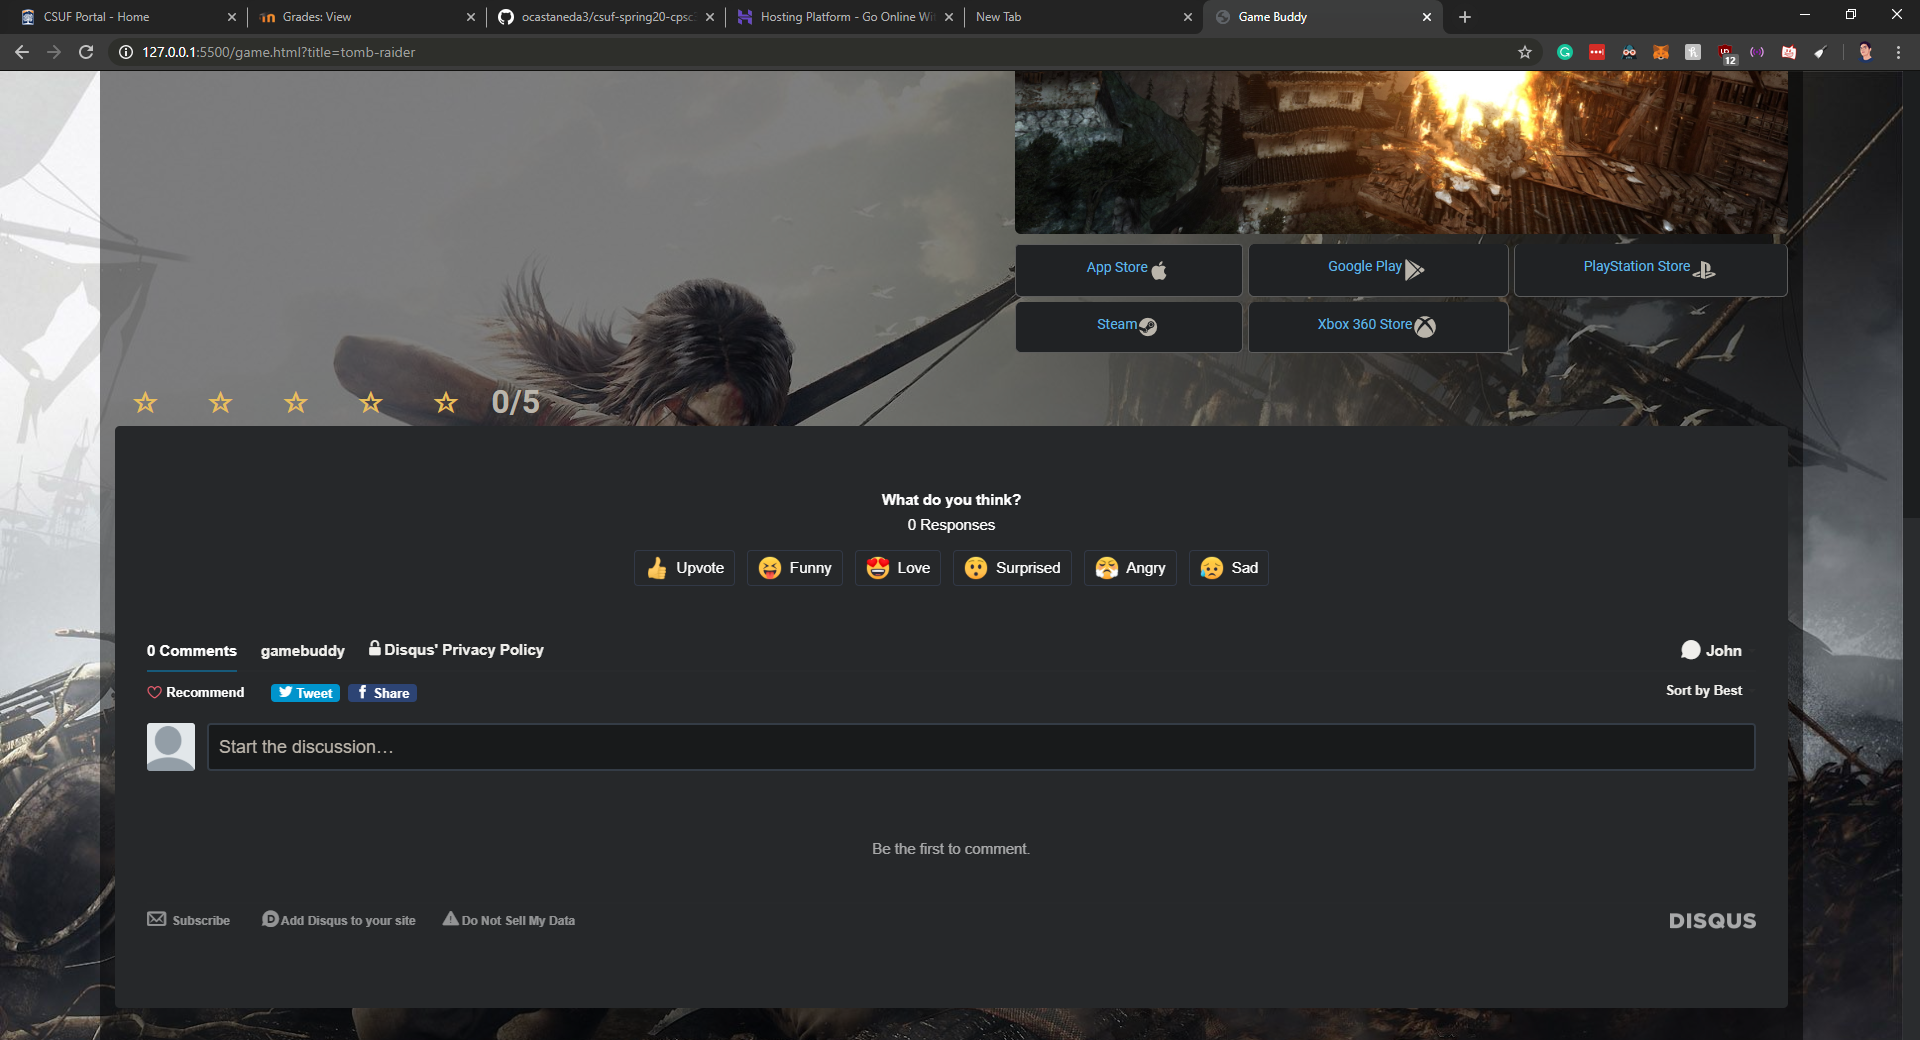 CSUF Portal - Home
Grades: View
ocastaneda3/csuf-spring20-cpsc
Hosting Platform - Go Online Wi
New Tab
Game Buddy
127.0.0.1:5500/game.html?title=tomb-raider
12
App Store
Google Play
PlayStation Store
Steam
Xbox 360 Store
0/5
What do you think?
0 Responses
Upvote
Funny
Love
Surprised
Angry
Sad
0 Comments
gamebuddy
Disqus' Privacy Policy
John
Recommend
Tweet
Share
Sort by Best
Start the discussion…
Be the first to comment.
Subscribe
Add Disqus to your site
Do Not Sell My Data
DISQUS